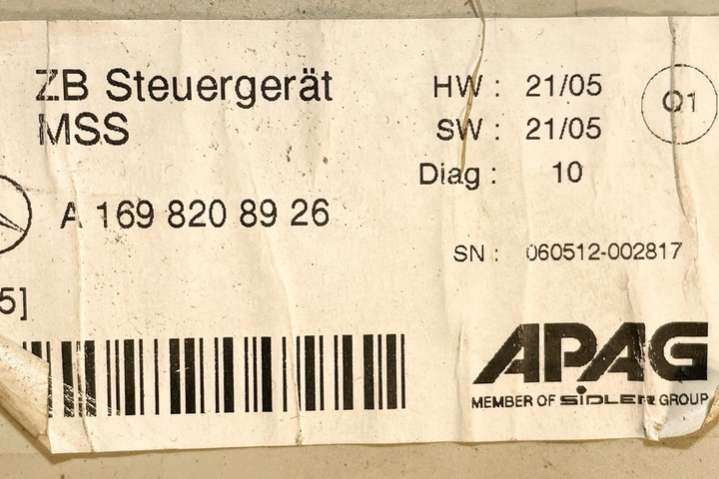 ZB Steuergerät
MSS
HW : 21/05
SW : 21/05
Diag : 10
Q1
A 169 820 89 26
SN : 060512-002817
5]
APAG
MEMBER OF SIDLER GROUP